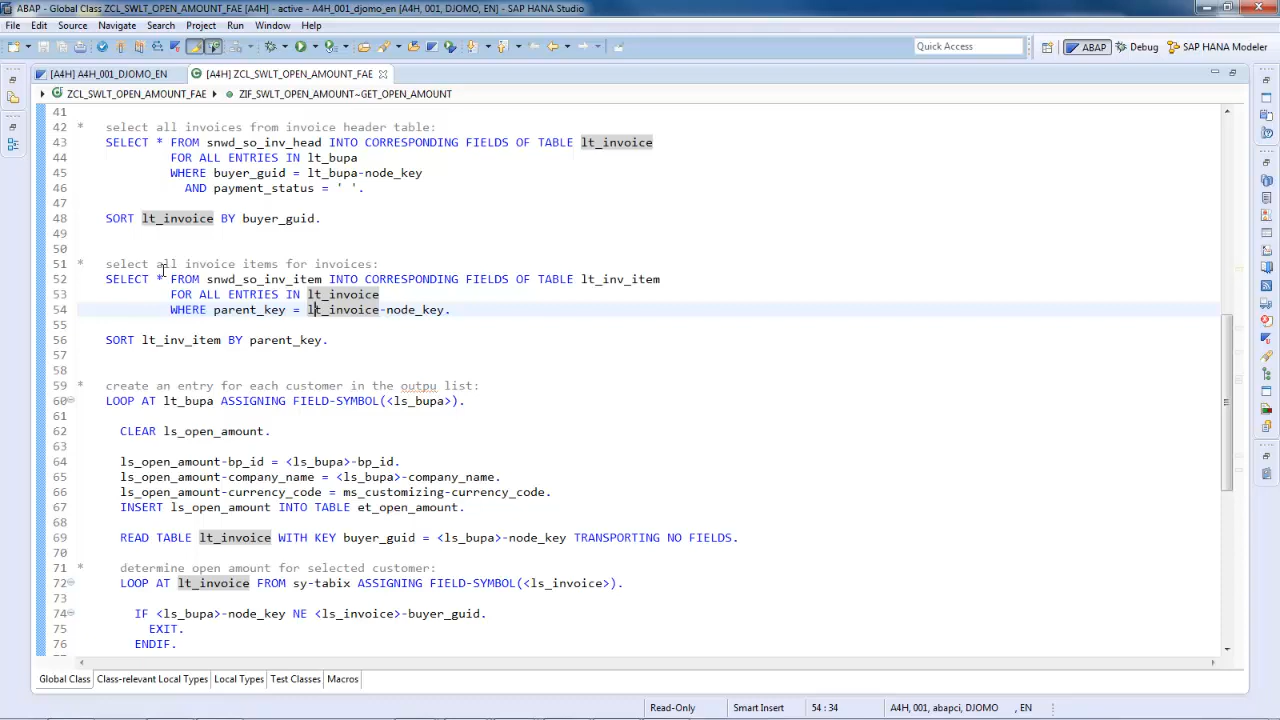 ABAP - Global Class ZCL_SWLT_OPEN_AMOUNT_FAE [A4H] - active - A4H_001_djomo_en [A4H, 001, DJOMO, EN] - SAP HANA Studio
File Edit Source Navigate Search Project Run Window Help
Quick Access ABAP Debug SAP HANA Modeler
[A4H] A4H_001_DJOMO_EN [A4H] ZCL_SWLT_OPEN_AMOUNT_FAE
ZCL_SWLT_OPEN_AMOUNT_FAE ZIF_SWLT_OPEN_AMOUNT~GET_OPEN_AMOUNT
41
42 * select all invoices from invoice header table:
43 SELECT * FROM snwd_so_inv_head INTO CORRESPONDING FIELDS OF TABLE lt_invoice
44 FOR ALL ENTRIES IN lt_bupa
45 WHERE buyer_guid = lt_bupa-node_key
46 AND payment_status = ' '.
47
48 SORT lt_invoice BY buyer_guid.
49
50
51 * select all invoice items for invoices:
52 SELECT * FROM snwd_so_inv_item INTO CORRESPONDING FIELDS OF TABLE lt_inv_item
53 FOR ALL ENTRIES IN lt_invoice
54 WHERE parent_key = lt_invoice-node_key.
55
56 SORT lt_inv_item BY parent_key.
57
58
59 * create an entry for each customer in the outpu list:
60 LOOP AT lt_bupa ASSIGNING FIELD-SYMBOL(<ls_bupa>).
61
62 CLEAR ls_open_amount.
63
64 ls_open_amount-bp_id = <ls_bupa>-bp_id.
65 ls_open_amount-company_name = <ls_bupa>-company_name.
66 ls_open_amount-currency_code = ms_customizing-currency_code.
67 INSERT ls_open_amount INTO TABLE et_open_amount.
68
69 READ TABLE lt_invoice WITH KEY buyer_guid = <ls_bupa>-node_key TRANSPORTING NO FIELDS.
70
71 * determine open amount for selected customer:
72 LOOP AT lt_invoice FROM sy-tabix ASSIGNING FIELD-SYMBOL(<ls_invoice>).
73
74 IF <ls_bupa>-node_key NE <ls_invoice>-buyer_guid.
75 EXIT.
76 ENDIF.
Global Class Class-relevant Local Types Local Types Test Classes Macros
Read-Only Smart Insert 54 : 34 A4H, 001, abapci, DJOMO , EN